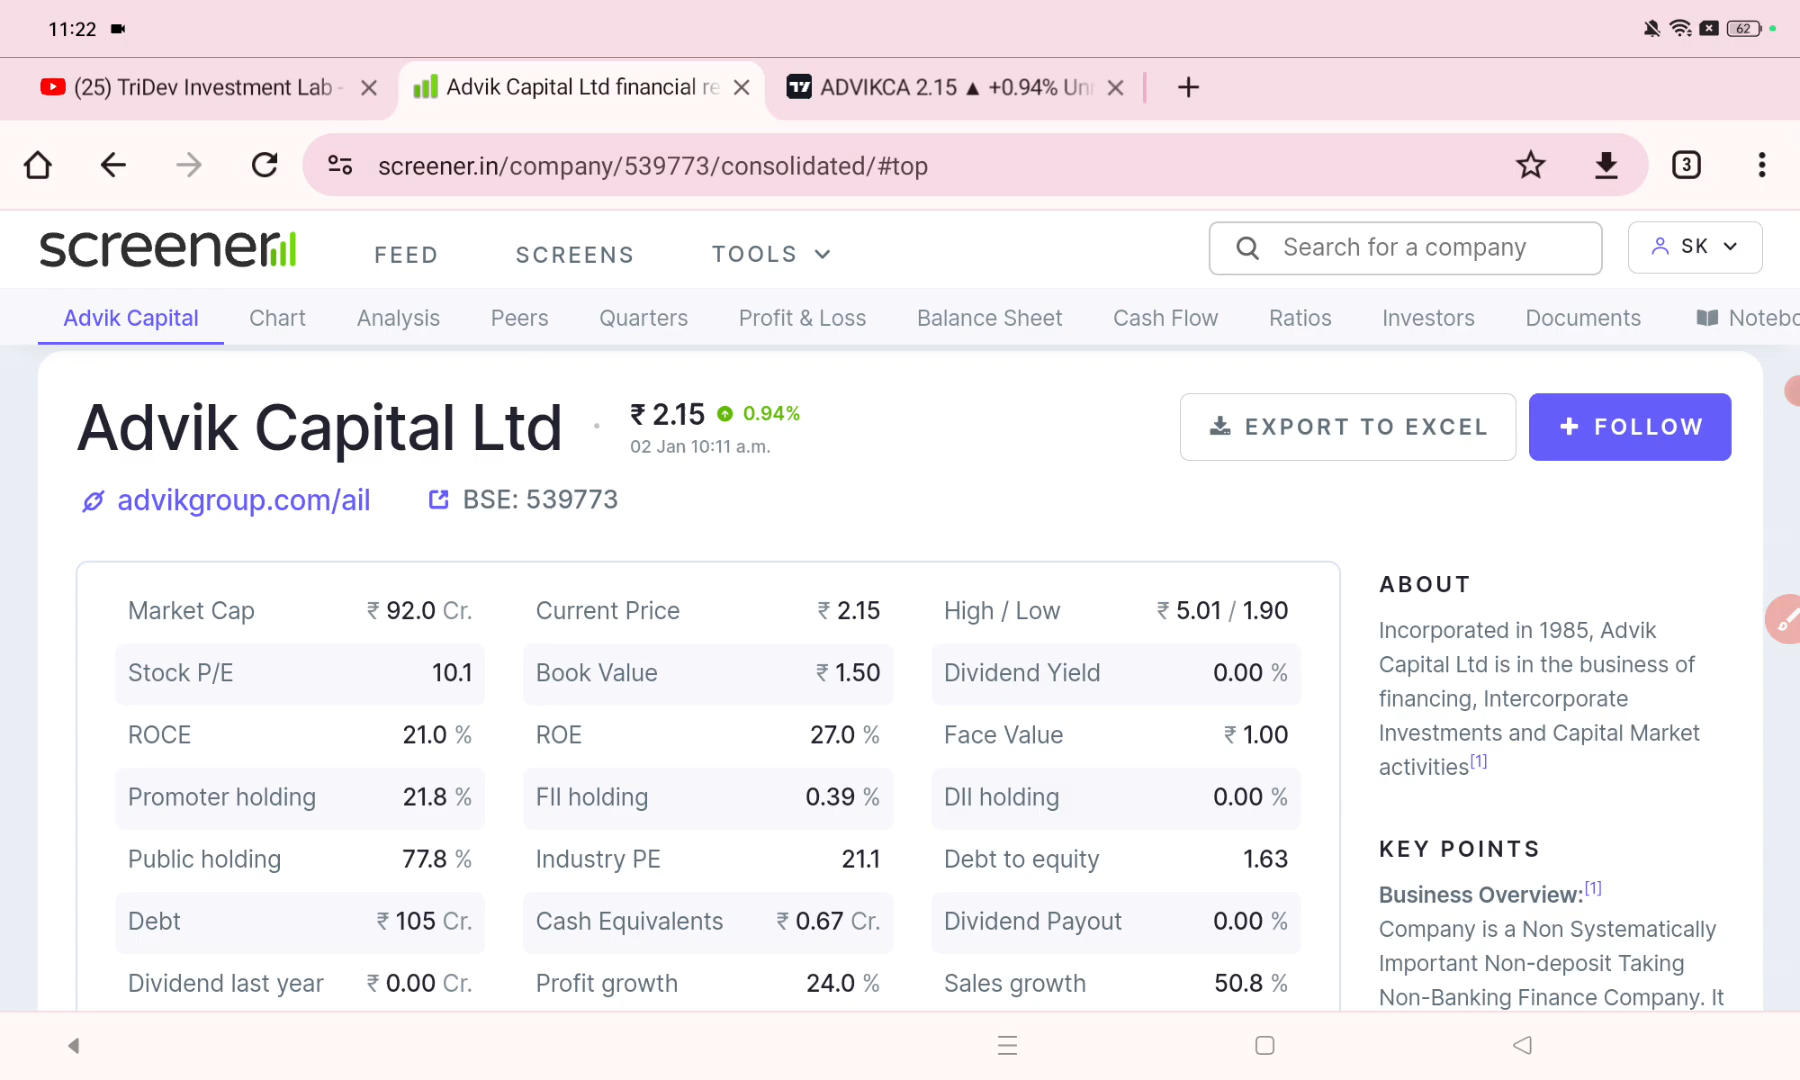 11:22
62
(25) TriDev Investment Lab -
Advik Capital Ltd financial re
ADVIKCA 2.15 ▲ +0.94% Unn
screener.in/company/539773/consolidated/#top
3
screener
FEED
SCREENS
TOOLS
Search for a company
SK
Advik Capital
Chart
Analysis
Peers
Quarters
Profit & Loss
Balance Sheet
Cash Flow
Ratios
Investors
Documents
Notebo
Advik Capital Ltd
₹ 2.15 0.94%
02 Jan 10:11 a.m.
EXPORT TO EXCEL
+ FOLLOW
advikgroup.com/ail
BSE: 539773
Market Cap ₹ 92.0 Cr.
Current Price ₹ 2.15
High / Low ₹ 5.01 / 1.90
Stock P/E 10.1
Book Value ₹ 1.50
Dividend Yield 0.00 %
ROCE 21.0 %
ROE 27.0 %
Face Value ₹ 1.00
Promoter holding 21.8 %
FII holding 0.39 %
DII holding 0.00 %
Public holding 77.8 %
Industry PE 21.1
Debt to equity 1.63
Debt ₹ 105 Cr.
Cash Equivalents ₹ 0.67 Cr.
Dividend Payout 0.00 %
Dividend last year ₹ 0.00 Cr.
Profit growth 24.0 %
Sales growth 50.8 %
ABOUT
Incorporated in 1985, Advik
Capital Ltd is in the business of
financing, Intercorporate
Investments and Capital Market
activities[1]
KEY POINTS
Business Overview:[1]
Company is a Non Systematically
Important Non-deposit Taking
Non-Banking Finance Company. It